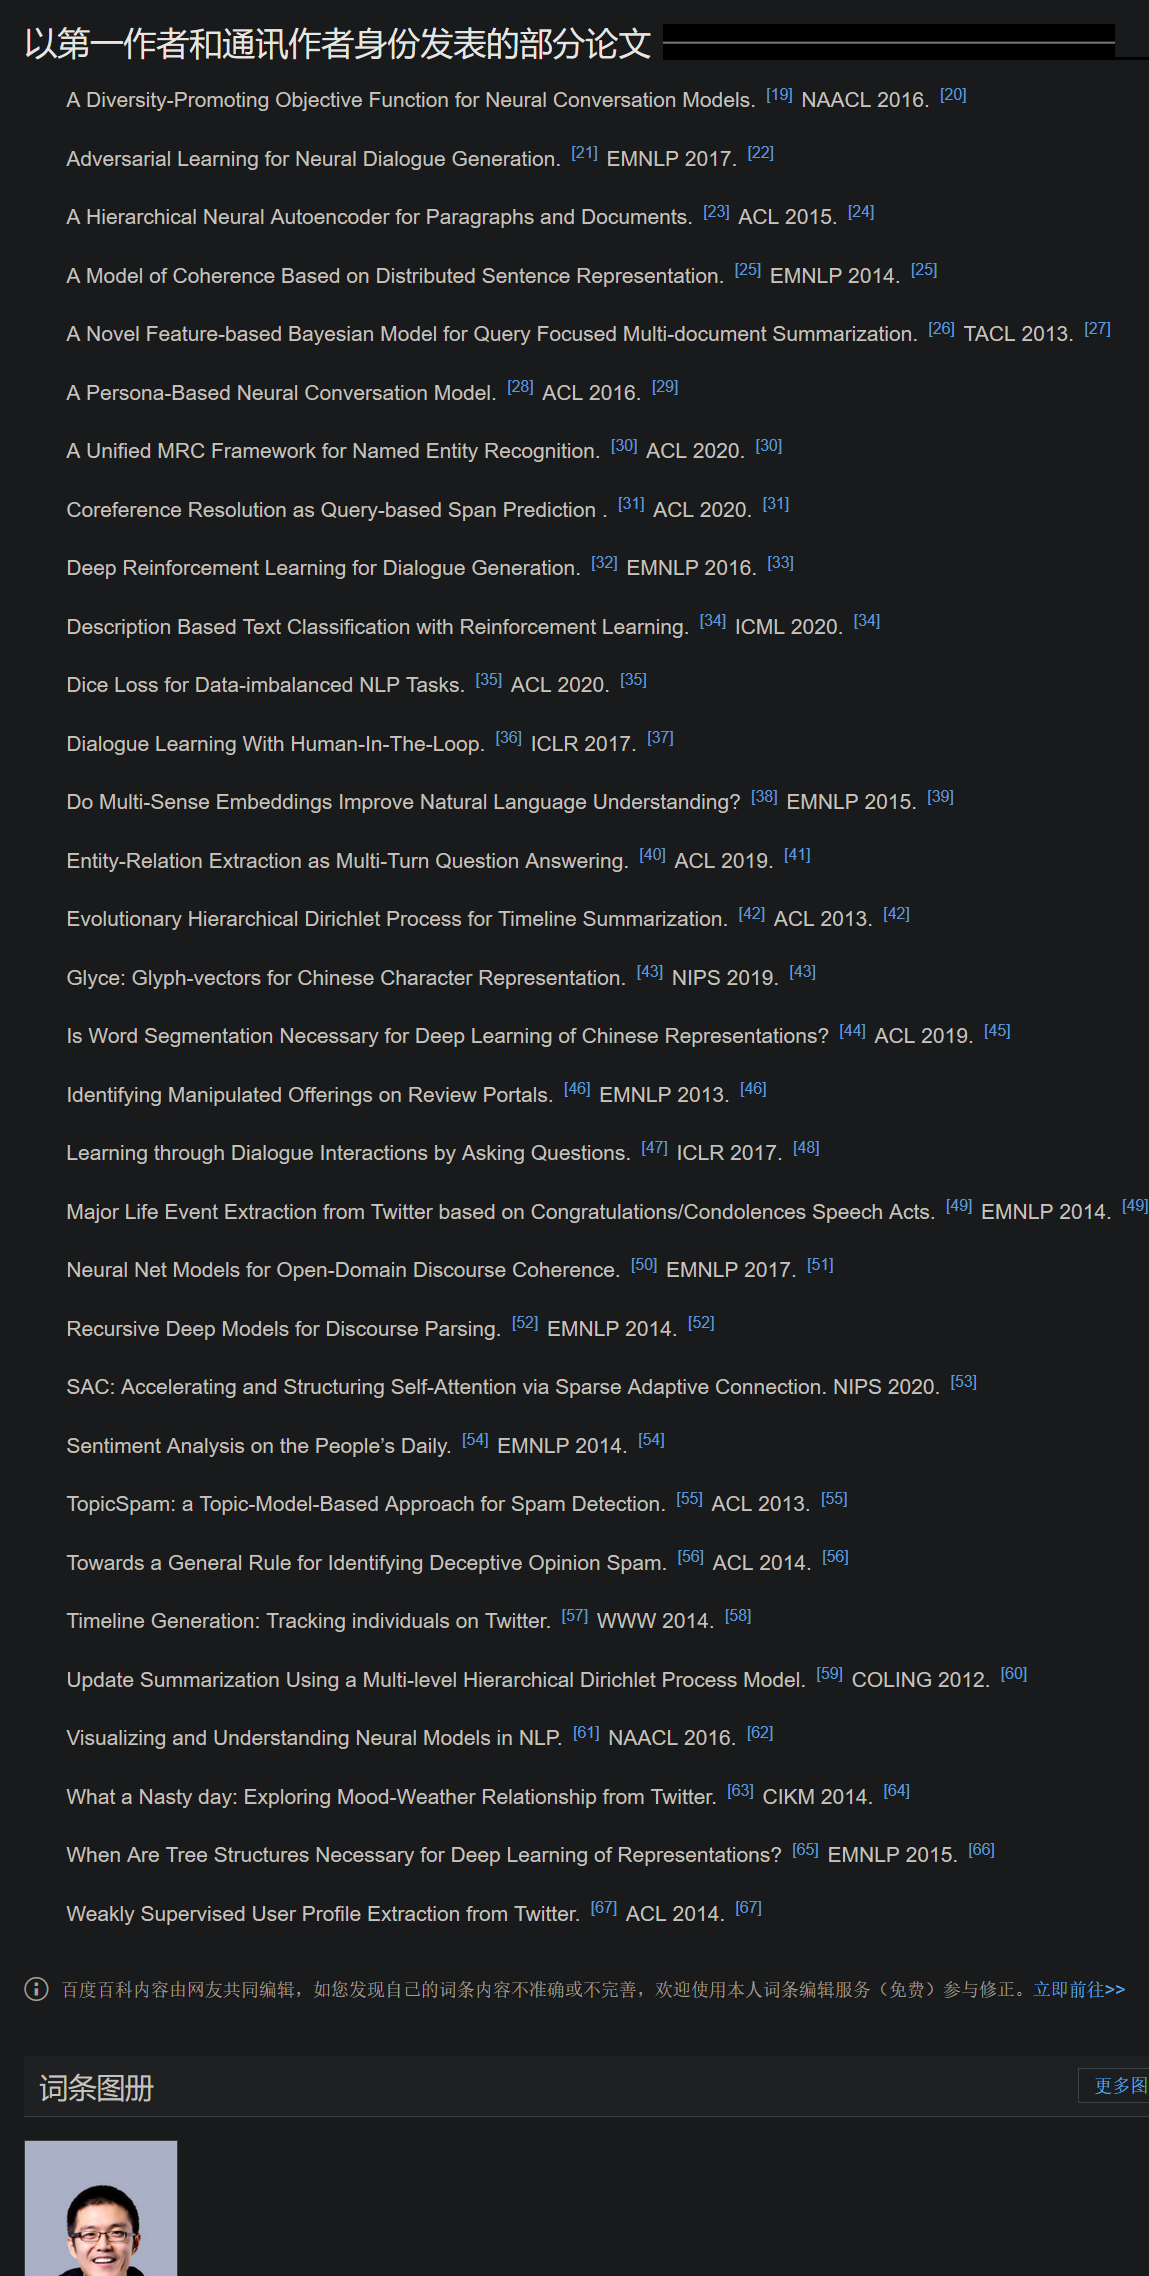 以第一作者和通讯作者身份发表的部分论文
A Diversity-Promoting Objective Function for Neural Conversation Models. [19] NAACL 2016. [20]
Adversarial Learning for Neural Dialogue Generation. [21] EMNLP 2017. [22]
A Hierarchical Neural Autoencoder for Paragraphs and Documents. [23] ACL 2015. [24]
A Model of Coherence Based on Distributed Sentence Representation. [25] EMNLP 2014. [25]
A Novel Feature-based Bayesian Model for Query Focused Multi-document Summarization. [26] TACL 2013. [27]
A Persona-Based Neural Conversation Model. [28] ACL 2016. [29]
A Unified MRC Framework for Named Entity Recognition. [30] ACL 2020. [30]
Coreference Resolution as Query-based Span Prediction . [31] ACL 2020. [31]
Deep Reinforcement Learning for Dialogue Generation. [32] EMNLP 2016. [33]
Description Based Text Classification with Reinforcement Learning. [34] ICML 2020. [34]
Dice Loss for Data-imbalanced NLP Tasks. [35] ACL 2020. [35]
Dialogue Learning With Human-In-The-Loop. [36] ICLR 2017. [37]
Do Multi-Sense Embeddings Improve Natural Language Understanding? [38] EMNLP 2015. [39]
Entity-Relation Extraction as Multi-Turn Question Answering. [40] ACL 2019. [41]
Evolutionary Hierarchical Dirichlet Process for Timeline Summarization. [42] ACL 2013. [42]
Glyce: Glyph-vectors for Chinese Character Representation. [43] NIPS 2019. [43]
Is Word Segmentation Necessary for Deep Learning of Chinese Representations? [44] ACL 2019. [45]
Identifying Manipulated Offerings on Review Portals. [46] EMNLP 2013. [46]
Learning through Dialogue Interactions by Asking Questions. [47] ICLR 2017. [48]
Major Life Event Extraction from Twitter based on Congratulations/Condolences Speech Acts. [49] EMNLP 2014. [49]
Neural Net Models for Open-Domain Discourse Coherence. [50] EMNLP 2017. [51]
Recursive Deep Models for Discourse Parsing. [52] EMNLP 2014. [52]
SAC: Accelerating and Structuring Self-Attention via Sparse Adaptive Connection. NIPS 2020. [53]
Sentiment Analysis on the People’s Daily. [54] EMNLP 2014. [54]
TopicSpam: a Topic-Model-Based Approach for Spam Detection. [55] ACL 2013. [55]
Towards a General Rule for Identifying Deceptive Opinion Spam. [56] ACL 2014. [56]
Timeline Generation: Tracking individuals on Twitter. [57] WWW 2014. [58]
Update Summarization Using a Multi-level Hierarchical Dirichlet Process Model. [59] COLING 2012. [60]
Visualizing and Understanding Neural Models in NLP. [61] NAACL 2016. [62]
What a Nasty day: Exploring Mood-Weather Relationship from Twitter. [63] CIKM 2014. [64]
When Are Tree Structures Necessary for Deep Learning of Representations? [65] EMNLP 2015. [66]
Weakly Supervised User Profile Extraction from Twitter. [67] ACL 2014. [67]
百度百科内容由网友共同编辑，如您发现自己的词条内容不准确或不完善，欢迎使用本人词条编辑服务（免费）参与修正。立即前往>>
词条图册
更多图